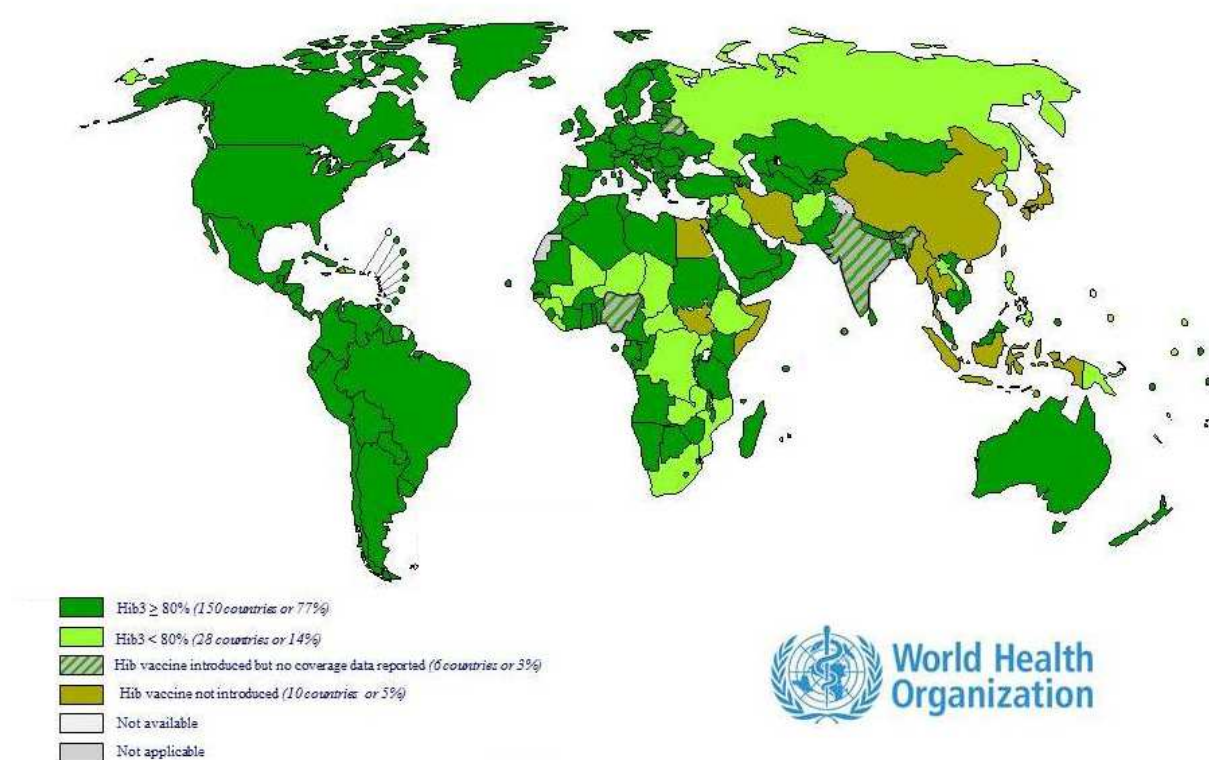 Hib3 ≥ 80% (150 countries or 77%)
Hib3 < 80% (28 countries or 14%)
Hib vaccine introduced but no coverage data reported (6 countries or 3%)
Hib vaccine not introduced (10 countries or 5%)
Not available
Not applicable
World Health
Organization